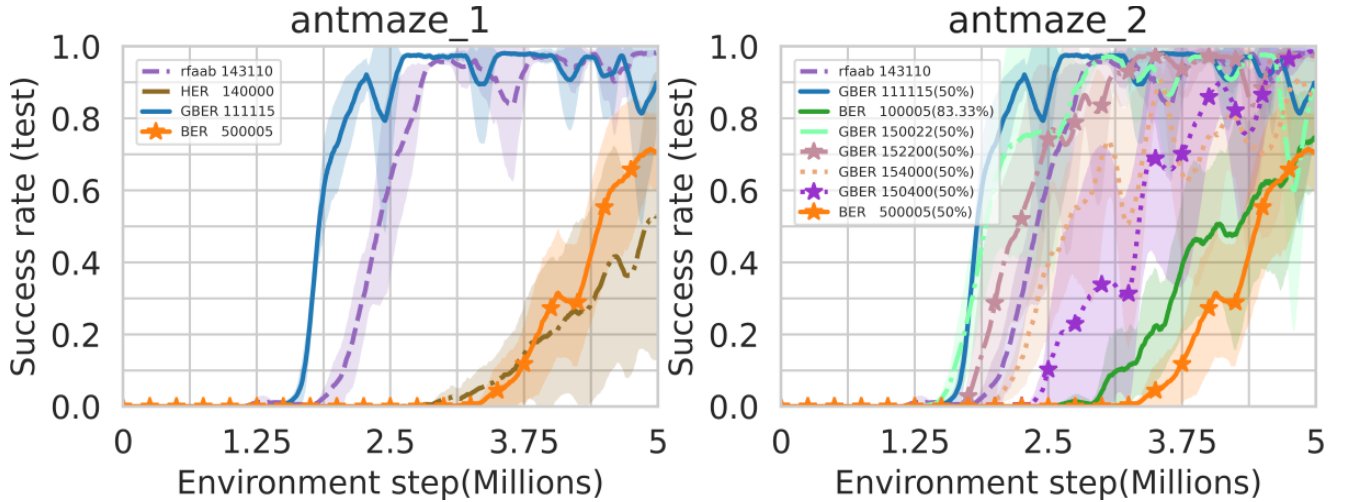 antmaze_1
1.0
0.8
0.6
0.4
0.2
0.0
Success rate (test)
rfaab 143110
HER 140000
GBER 111115
BER 500005
0 1.25 2.5 3.75 5
Environment step(Millions)
antmaze_2
1.0
0.8
0.6
0.4
0.2
0.0
Success rate (test)
rfaab 143110
GBER 111115(50%)
BER 100005(83.33%)
GBER 150022(50%)
GBER 152200(50%)
GBER 154000(50%)
GBER 150400(50%)
BER 500005(50%)
0 1.25 2.5 3.75 5
Environment step(Millions)